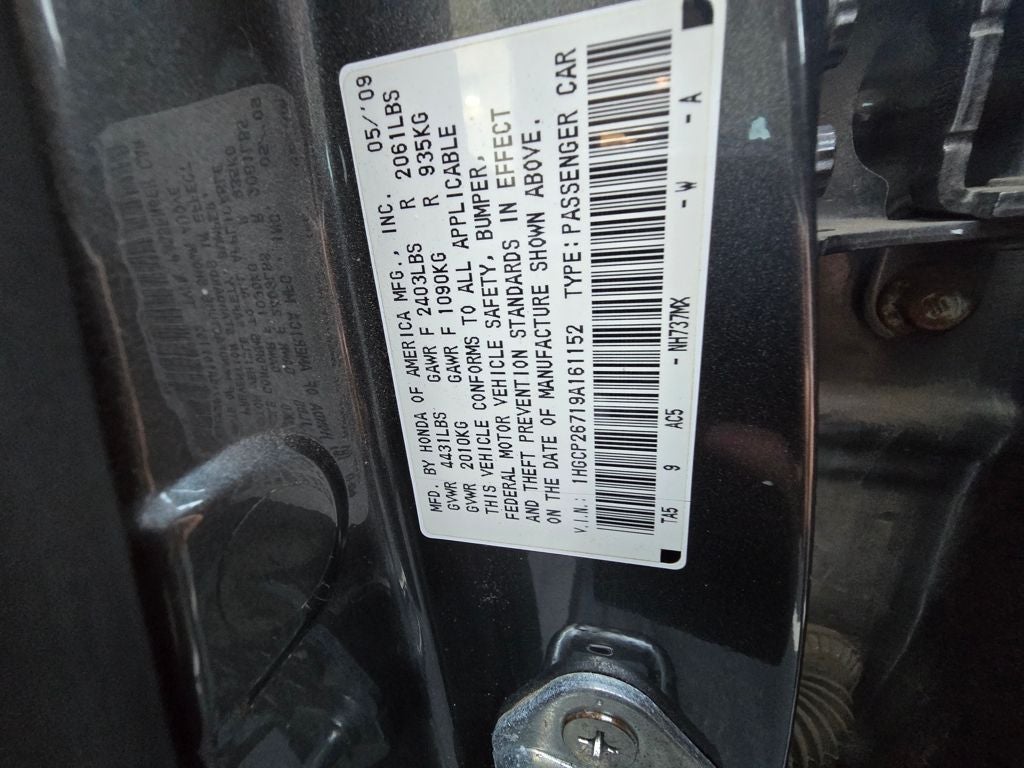 MFD. BY HONDA OF AMERICA MFG., INC. 05/'09
GVWR 4431LBS GAWR F 2403LBS R 2061LBS
GVWR 2010KG GAWR F 1090KG R 935KG
THIS VEHICLE CONFORMS TO ALL APPLICABLE
FEDERAL MOTOR VEHICLE SAFETY, BUMPER,
AND THEFT PREVENTION STANDARDS IN EFFECT
ON THE DATE OF MANUFACTURE SHOWN ABOVE.
V.I.N.: 1HGCP26719A161152 TYPE: PASSENGER CAR
TA5 9 AC5 - NH737MX - W - A